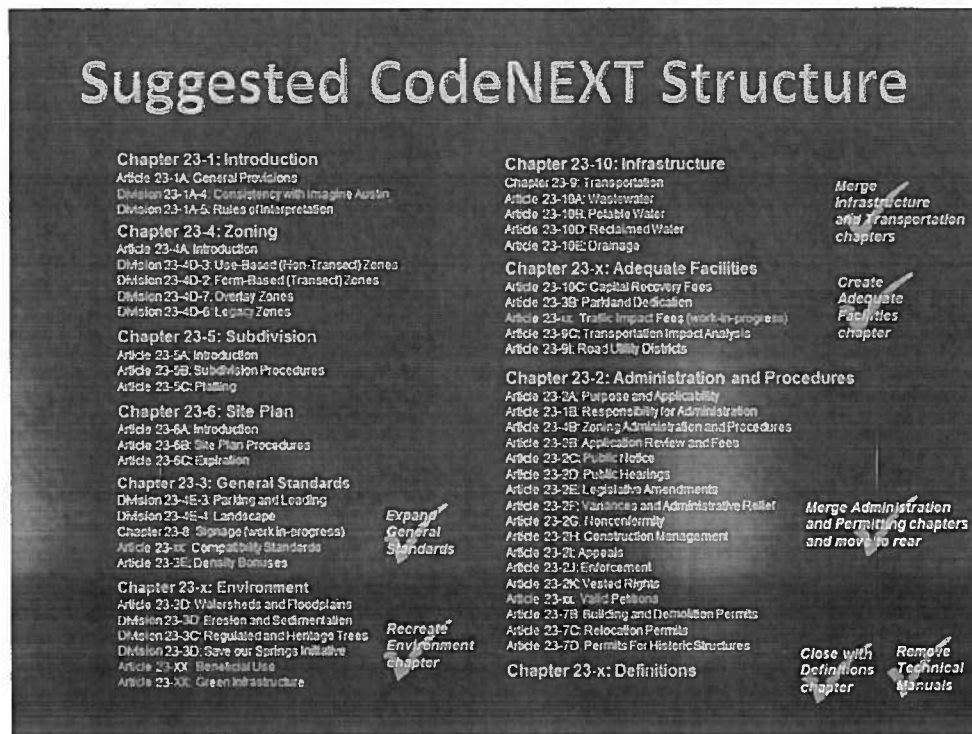 Suggested CodeNEXT Structure
Chapter 23-1: Introduction
Article 23-1A: General Provisions
Division 23-1A-4: Consistency with Imagine Austin
Division 23-1A-5: Rules of Interpretation
Chapter 23-4: Zoning
Article 23-4A: Introduction
Division 23-4D-3: Use-Based (Non-Transect) Zones
Division 23-4D-2: Form-Based (Transect) Zones
Division 23-4D-7: Overlay Zones
Division 23-4D-6: Legacy Zones
Chapter 23-5: Subdivision
Article 23-5A: Introduction
Article 23-5B: Subdivision Procedures
Article 23-5C: Platting
Chapter 23-6: Site Plan
Article 23-6A: Introduction
Article 23-6B: Site Plan Procedures
Article 23-6C: Expiration
Chapter 23-3: General Standards
Division 23-4E-3: Parking and Loading
Division 23-4E-4: Landscape
Chapter 23-8: Signage (work in-progress)
Article 23-xx: Compatibility Standards
Article 23-3E: Density Bonuses
Expand
General
Standards
Chapter 23-x: Environment
Article 23-3D: Watersheds and Floodplains
Division 23-3D: Erosion and Sedimentation
Division 23-3C: Regulated and Heritage Trees
Division 23-3D: Save our Springs Initiative
Article 23-XX: Beneficial Use
Article 23-XX: Green Infrastructure
Recreate
Environment
chapter
Chapter 23-10: Infrastructure
Chapter 23-9: Transportation
Article 23-10A: Wastewater
Article 23-10B: Potable Water
Article 23-10D: Reclaimed Water
Article 23-10E: Drainage
Merge
Infrastructure
and Transportation
chapters
Chapter 23-x: Adequate Facilities
Article 23-10C: Capital Recovery Fees
Article 23-3B: Parkland Dedication
Article 23-xx: Traffic Impact Fees (work-in-progress)
Article 23-9C: Transportation Impact Analysis
Article 23-9I: Road Utility Districts
Create
Adequate
Facilities
chapter
Chapter 23-2: Administration and Procedures
Article 23-2A: Purpose and Applicability
Article 23-1B: Responsibility for Administration
Article 23-4B: Zoning Administration and Procedures
Article 23-2B: Application Review and Fees
Article 23-2C: Public Notice
Article 23-2D: Public Hearings
Article 23-2E: Legislative Amendments
Article 23-2F: Variances and Administrative Relief
Article 23-2G: Nonconformity
Article 23-2H: Construction Management
Article 23-2I: Appeals
Article 23-2J: Enforcement
Article 23-2K: Vested Rights
Article 23-xx: Valid Petitions
Article 23-7B: Building and Demolition Permits
Article 23-7C: Relocation Permits
Article 23-7D: Permits For Historic Structures
Merge Administration
and Permitting chapters
and move to rear
Chapter 23-x: Definitions
Close with
Definitions
chapter
Remove
Technical
Manuals